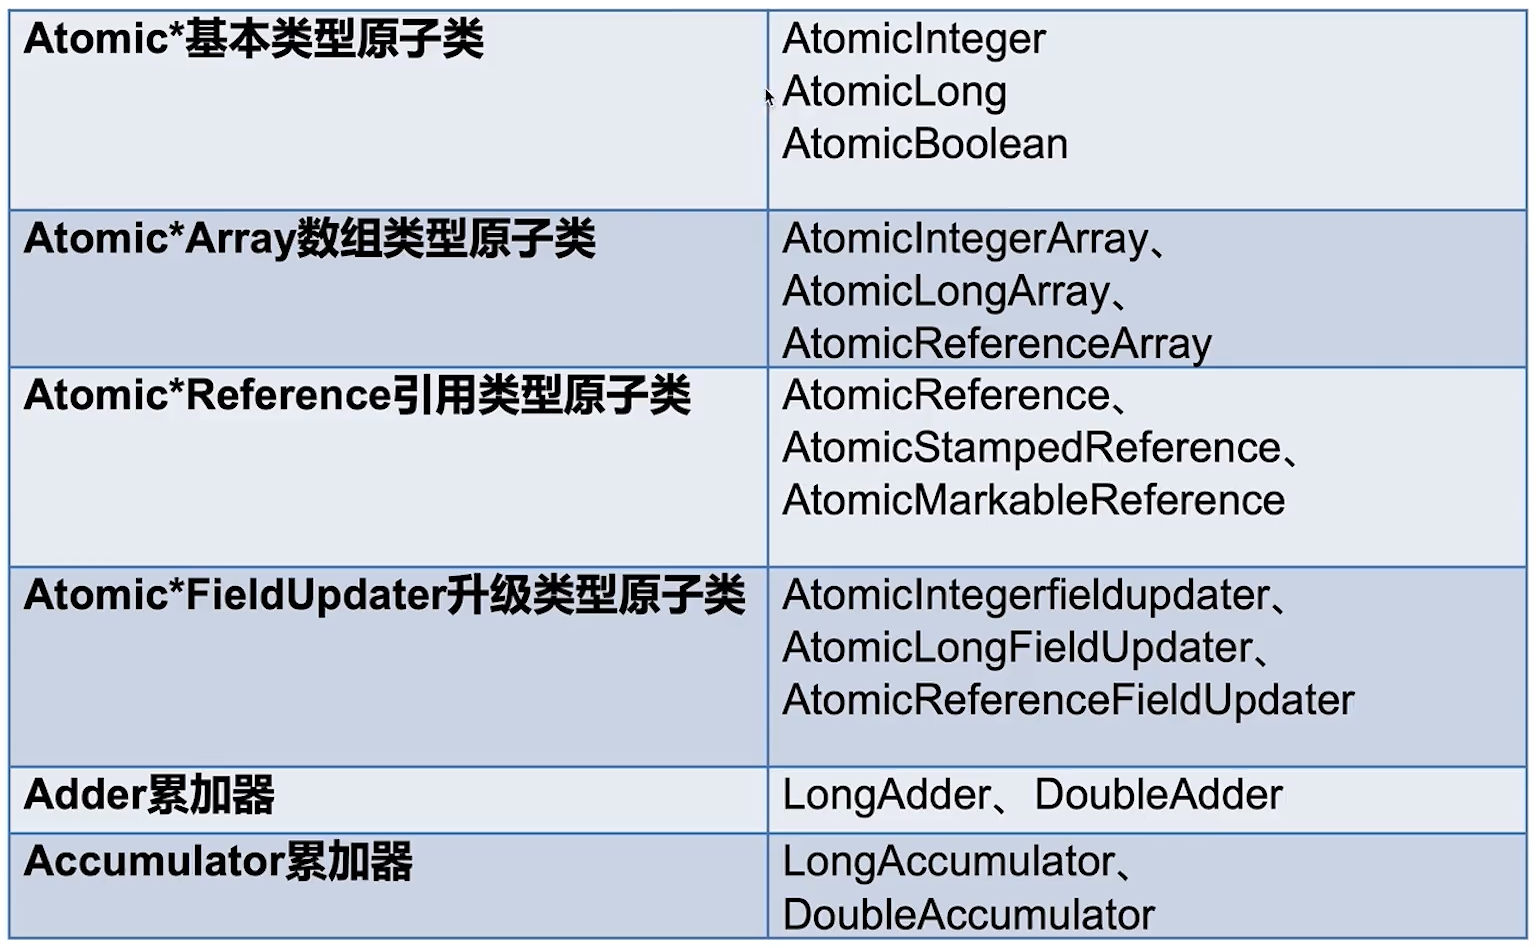 Atomic*基本类型原子类
AtomicInteger
AtomicLong
AtomicBoolean
Atomic*Array数组类型原子类
AtomicIntegerArray、
AtomicLongArray、
AtomicReferenceArray
Atomic*Reference引用类型原子类
AtomicReference、
AtomicStampedReference、
AtomicMarkableReference
Atomic*FieldUpdater升级类型原子类
AtomicIntegerfieldupdater、
AtomicLongFieldUpdater、
AtomicReferenceFieldUpdater
Adder累加器
LongAdder、DoubleAdder
Accumulator累加器
LongAccumulator、
DoubleAccumulator